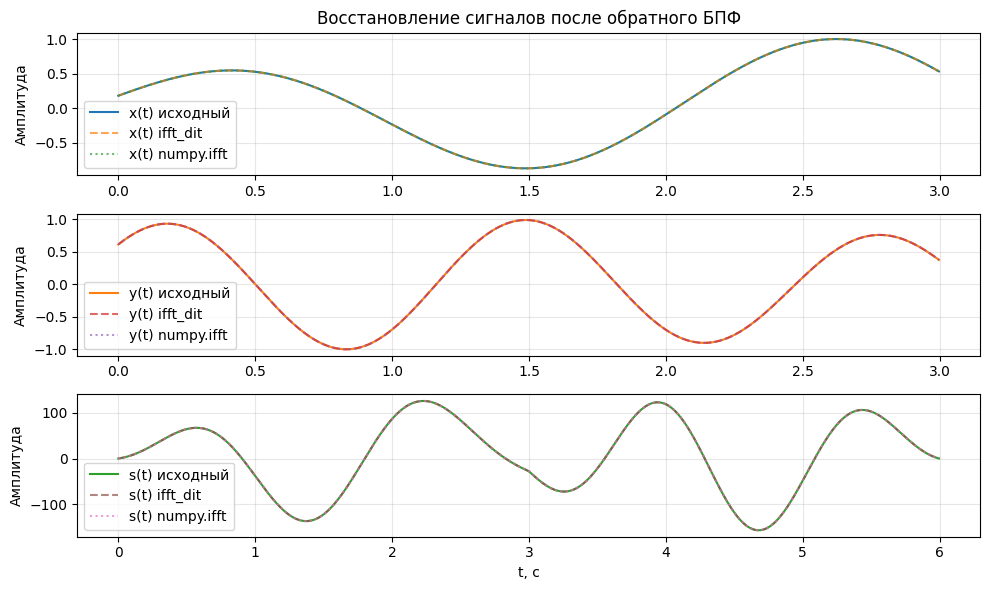 Восстановление сигналов после обратного БПФ
Амплитуда
1.0
0.5
0.0
−0.5
x(t) исходный
x(t) ifft_dit
x(t) numpy.ifft
0.0 0.5 1.0 1.5 2.0 2.5 3.0
Амплитуда
1.0
0.5
0.0
−0.5
−1.0
y(t) исходный
y(t) ifft_dit
y(t) numpy.ifft
0.0 0.5 1.0 1.5 2.0 2.5 3.0
Амплитуда
100
0
−100
s(t) исходный
s(t) ifft_dit
s(t) numpy.ifft
0 1 2 3 4 5 6
t, с